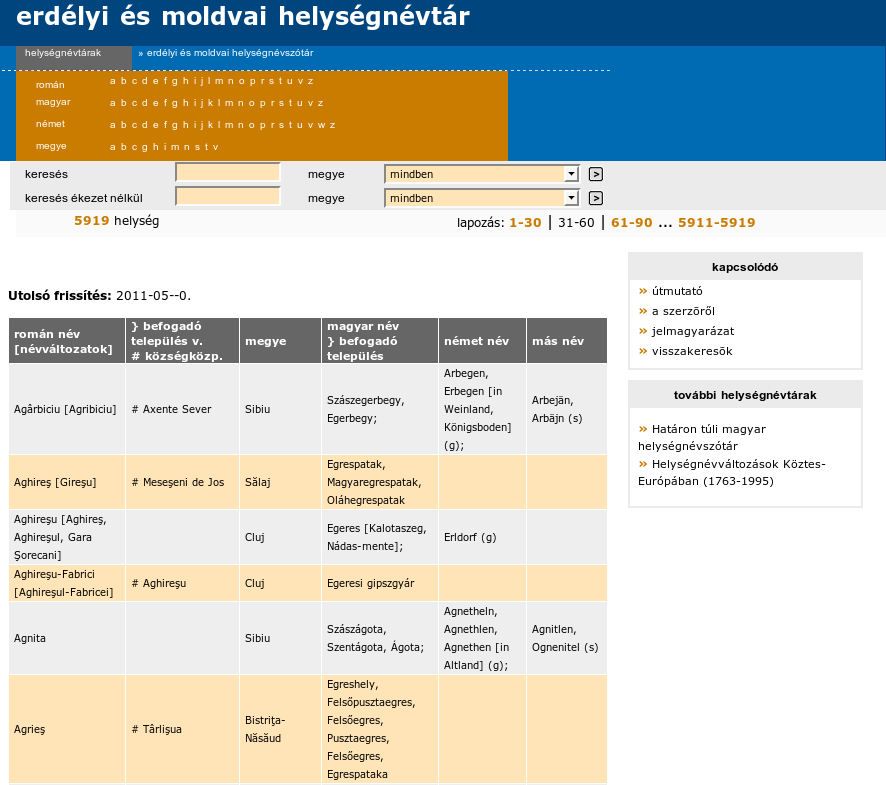 erdélyi és moldvai helységnévtár
helységnévtárak » erdélyi és moldvai helységnévszótár
román a b c d e f g h i j l m n o p r s t u v z
magyar a b c d e f g h i j k l m n o p r s t u v z
német a b c d e f g h i j k l m n o p r s t u v w z
megye a b c g h i m n s t v
keresés megye mindben >
keresés ékezet nélkül megye mindben >
5919 helység lapozás: 1-30 | 31-60 | 61-90 ... 5911-5919
kapcsolódó
» útmutató
» a szerzõről
» jelmagyarázat
» visszakeresõk
további helységnévtárak
» Határon túli magyar
helységnévszótár
» Helységnévváltozások Köztes-
Európában (1763-1995)
Utolsó frissítés: 2011-05--0.
román név
[névváltozatok]
} befogadó
település v.
# községközp.
megye
magyar név
} befogadó
település
német név
más név
Agârbiciu [Agribiciu]
# Axente Sever
Sibiu
Szászegerbegy,
Egerbegy;
Arbegen,
Erbegen [in
Weinland,
Königsboden]
(g);
Arbejän,
Arbäjn (s)
Aghireş [Gireşu]
# Meseşeni de Jos
Sălaj
Egrespatak,
Magyaregrespatak,
Oláhegrespatak
Aghireşu [Aghireş,
Aghireşul, Gara
Şorecani]
Cluj
Egeres [Kalotaszeg,
Nádas-mente];
Erldorf (g)
Aghireşu-Fabrici
[Aghireşul-Fabricei]
# Aghireşu
Cluj
Egeresi gipszgyár
Agnita
Sibiu
Szászágota,
Szentágota, Ágota;
Agnetheln,
Agnethlen,
Agnethen [in
Altland] (g);
Agnitlen,
Ognenitel (s)
Agrieş
# Târlişua
Bistriţa-
Năsăud
Egreshely,
Felsőpusztaegres,
Felsőegres,
Pusztaegres,
Felsőegres,
Egrespataka